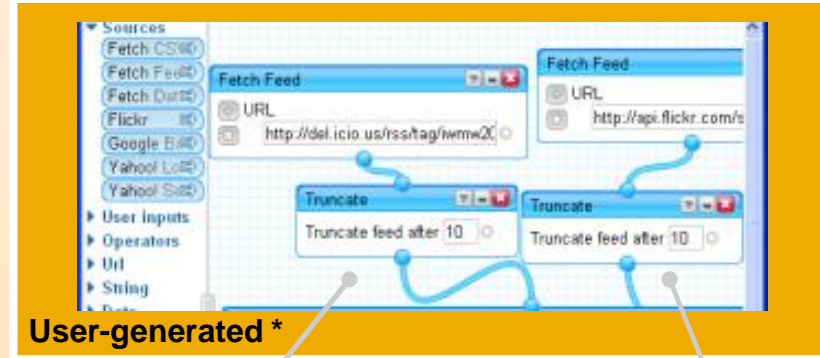 Sources
Fetch CS
Fetch Feed
Fetch Dat
Flickr
Google B
Yahoo! Lo
Yahoo! Se
User inputs
Operators
Url
String
Fetch Feed
URL
http://del.icio.us/rss/tag/iwmw20
Truncate
Truncate feed after 10
Fetch Feed
URL
http://api.flickr.com/s
Truncate
Truncate feed after 10
User-generated *